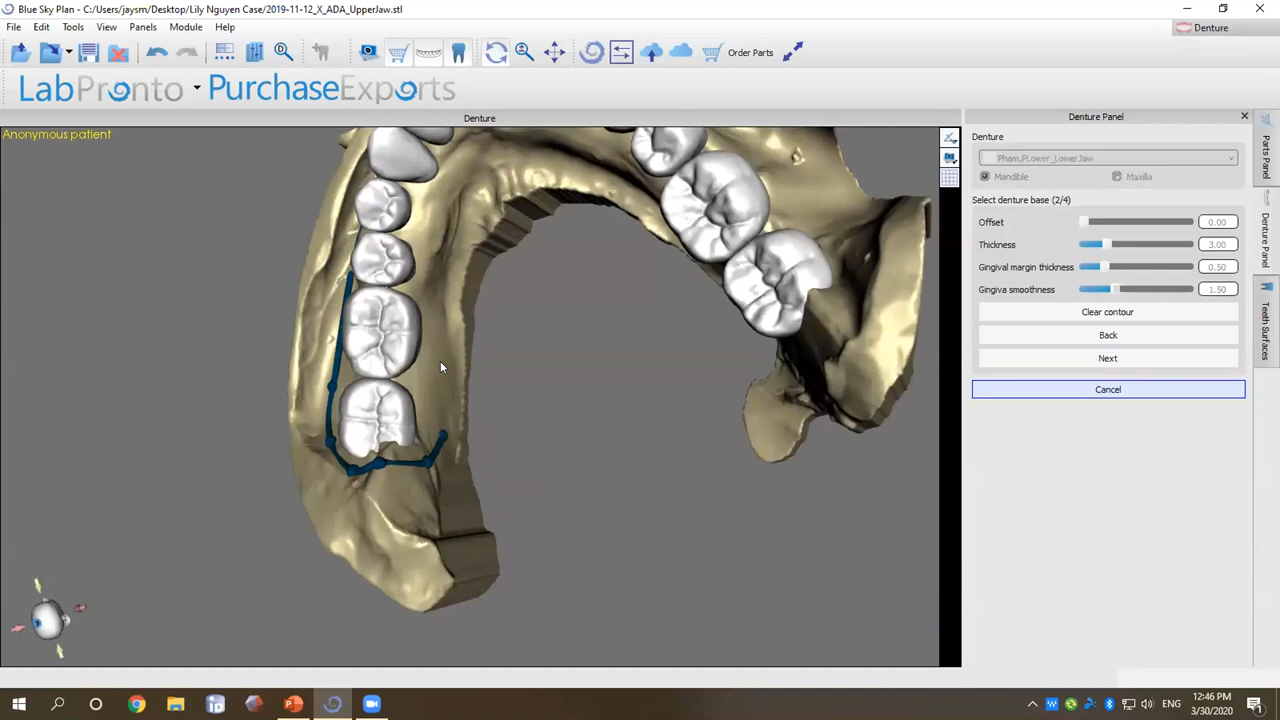 Blue Sky Plan - C:/Users/jaysm/Desktop/Lily Nguyen Case/2019-11-12_X_ADA_UpperJaw.stl
File Edit Tools View Panels Module Help
Denture
Order Parts
LabPronto PurchaseExports
Denture
Denture Panel
Anonymous patient
Denture
Pham,PLower_LowerJaw
Mandible Maxilla
Select denture base (2/4)
Offset 0.00
Thickness 3.00
Gingival margin thickness 0.50
Gingiva smoothness 1.50
Clear contour
Back
Next
Cancel
Parts Panel
Denture Panel
Teeth Surfaces
12:46 PM
3/30/2020